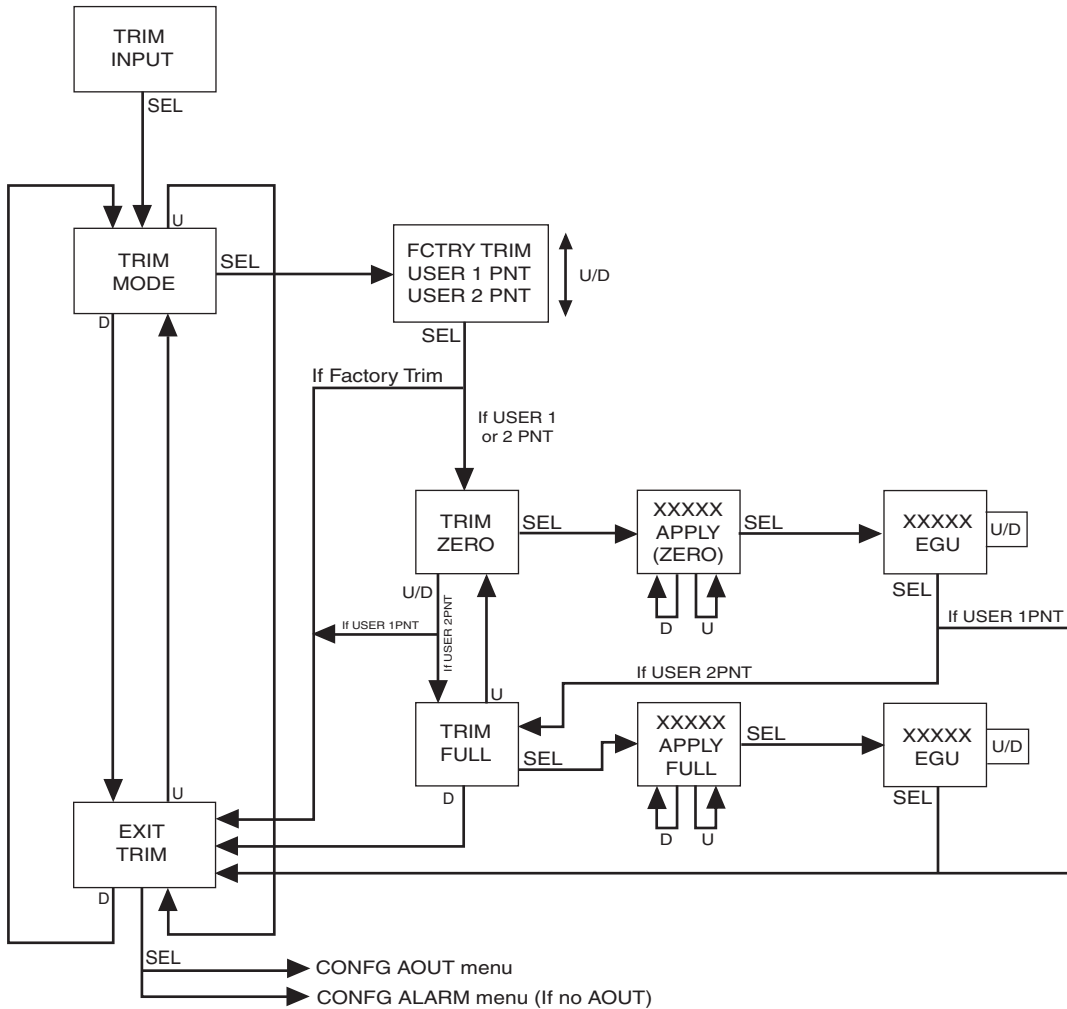 TRIM
INPUT
SEL
U
TRIM
MODE
SEL
D
FCTRY TRIM
USER 1 PNT
USER 2 PNT
U/D
SEL
If Factory Trim
If USER 1
or 2 PNT
TRIM
ZERO
SEL
XXXXX
APPLY
(ZERO)
SEL
XXXXX
EGU
U/D
U/D
If USER 1PNT
If USER 2PNT
D
U
SEL
If USER 1PNT
If USER 2PNT
U
TRIM
FULL
SEL
D
XXXXX
APPLY
FULL
SEL
XXXXX
EGU
U/D
D
U
SEL
U
EXIT
TRIM
D
SEL
CONFG AOUT menu
CONFG ALARM menu (If no AOUT)